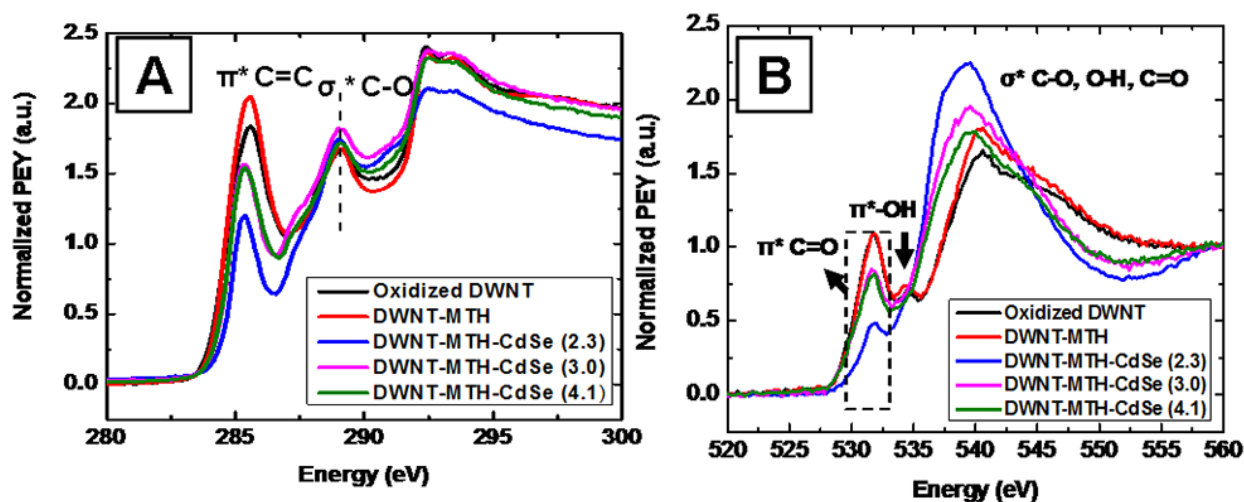 A
π* C=C
σ* C-O
Normalized PEY (a.u.)
2.5
2.0
1.5
1.0
0.5
0.0
Oxidized DWNT
DWNT-MTH
DWNT-MTH-CdSe (2.3)
DWNT-MTH-CdSe (3.0)
DWNT-MTH-CdSe (4.1)
280 285 290 295 300
Energy (eV)
B
σ* C-O, O-H, C=O
π*-OH
π* C=O
Normalized PEY (a.u.)
2.5
2.0
1.5
1.0
0.5
0.0
Oxidized DWNT
DWNT-MTH
DWNT-MTH-CdSe (2.3)
DWNT-MTH-CdSe (3.0)
DWNT-MTH-CdSe (4.1)
520 525 530 535 540 545 550 555 560
Energy (eV)